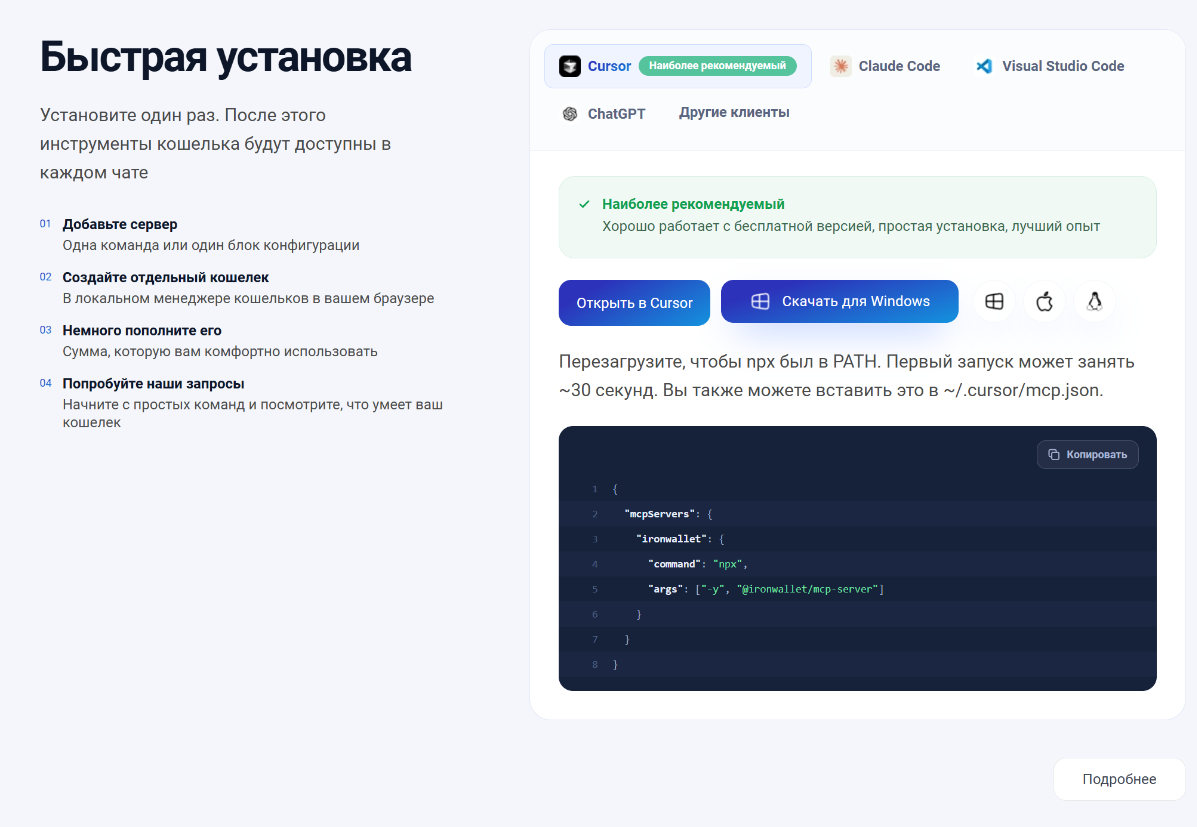 Быстрая установка
Установите один раз. После этого
инструменты кошелька будут доступны в
каждом чате
01 Добавьте сервер
Одна команда или один блок конфигурации
02 Создайте отдельный кошелек
В локальном менеджере кошельков в вашем браузере
03 Немного пополните его
Сумма, которую вам комфортно использовать
04 Попробуйте наши запросы
Начните с простых команд и посмотрите, что умеет ваш
кошелек
Cursor Наиболее рекомендуемый Claude Code Visual Studio Code
ChatGPT Другие клиенты
Наиболее рекомендуемый
Хорошо работает с бесплатной версией, простая установка, лучший опыт
Открыть в Cursor Скачать для Windows
Перезагрузите, чтобы npx был в PATH. Первый запуск может занять
~30 секунд. Вы также можете вставить это в ~/.cursor/mcp.json.
Копировать
1 {
2 "mcpServers": {
3 "ironwallet": {
4 "command": "npx",
5 "args": ["-y", "@ironwallet/mcp-server"]
6 }
7 }
8 }
Подробнее